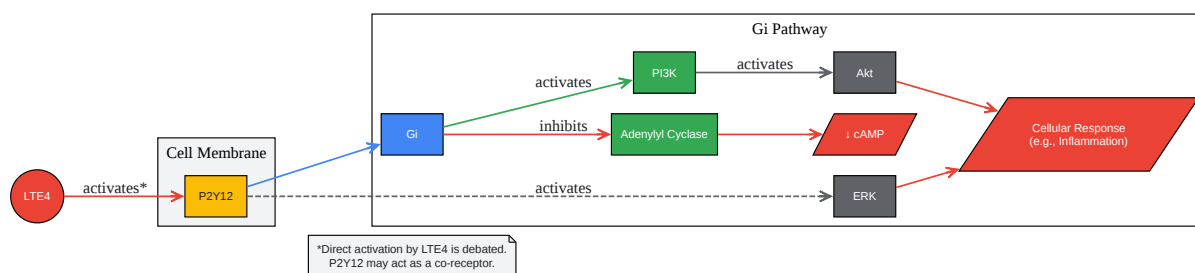 Gi Pathway
PI3K
activates
Akt
activates
Gi
inhibits
Adenylyl Cyclase
↓ cAMP
Cellular Response
(e.g., Inflammation)
Cell Membrane
LTE4
activates*
P2Y12
activates
ERK
*Direct activation by LTE4 is debated.
P2Y12 may act as a co-receptor.